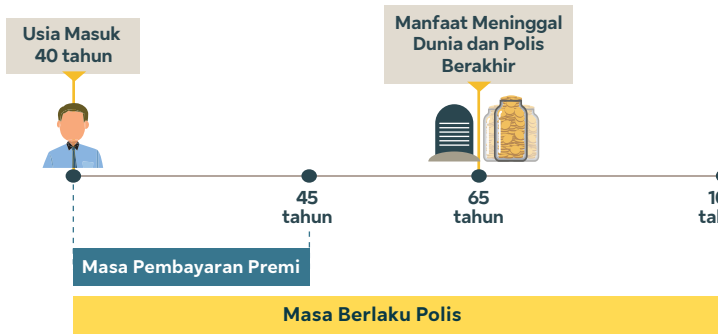 Usia Masuk
40 tahun
Manfaat Meninggal
Dunia dan Polis
Berakhir
45
tahun
65
tahun
Masa Pembayaran Premi
Masa Berlaku Polis